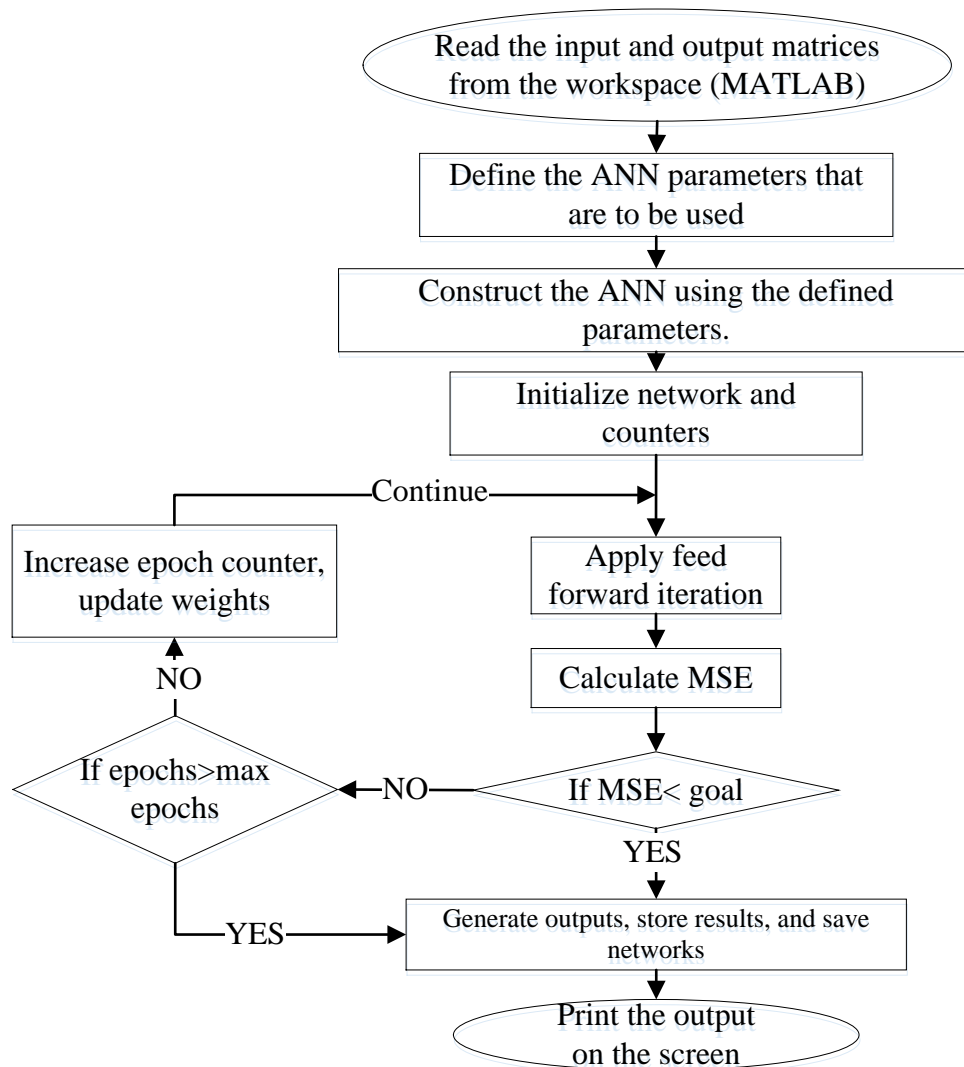 Read the input and output matrices
from the workspace (MATLAB)
Define the ANN parameters that
are to be used
Construct the ANN using the defined
parameters.
Initialize network and
counters
Continue
Increase epoch counter,
update weights
Apply feed
forward iteration
NO
Calculate MSE
If epochs>max
epochs
NO
If MSE< goal
YES
YES
Generate outputs, store results, and save
networks
Print the output
on the screen